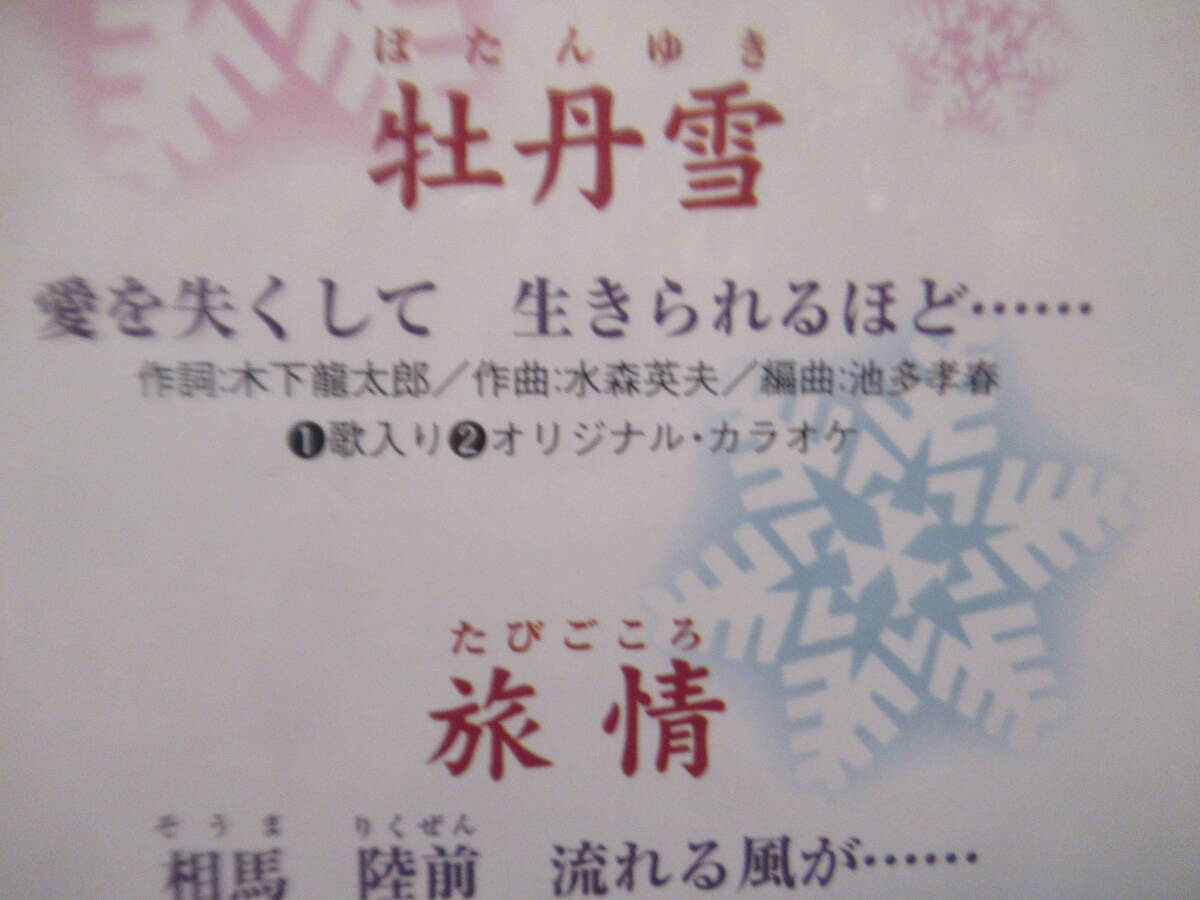 ぼたんゆき
牡丹雪
愛を失くして　生きられるほど……
作詞:木下龍太郎／作曲:水森英夫／編曲:池多孝春
❶歌入り❷オリジナル・カラオケ
たびごころ
旅情
そうま　りくぜん
相馬　陸前　流れる風が……